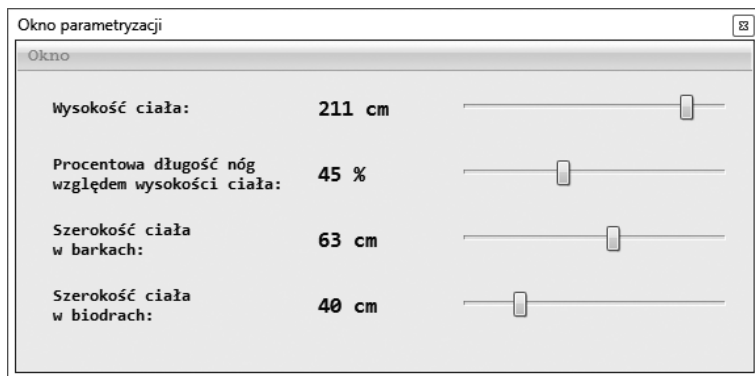 Okno parametryzacji
Okno
Wysokość ciała: 211 cm
Procentowa długość nóg
względem wysokości ciała: 45 %
Szerokość ciała
w barkach: 63 cm
Szerokość ciała
w biodrach: 40 cm